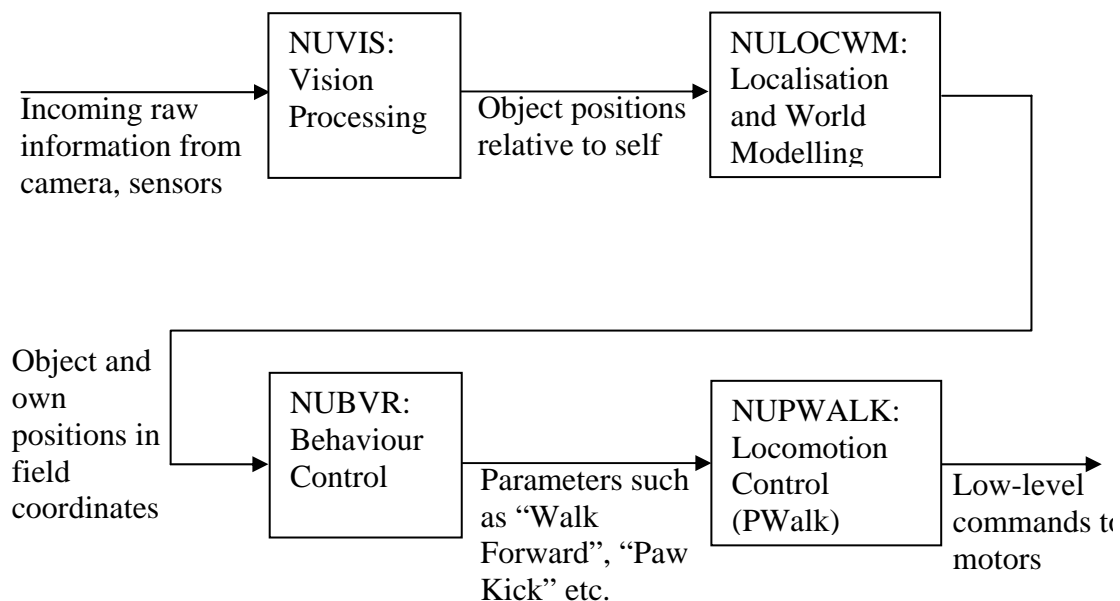 NUVIS:
Vision
Processing
NULOCWM:
Localisation
and World
Modelling
Incoming raw
information from
camera, sensors
Object positions
relative to self
Object and
own
positions in
field
coordinates
NUBVR:
Behaviour
Control
Parameters such
as “Walk
Forward”, “Paw
Kick” etc.
NUPWALK:
Locomotion
Control
(PWalk)
Low-level
commands to
motors